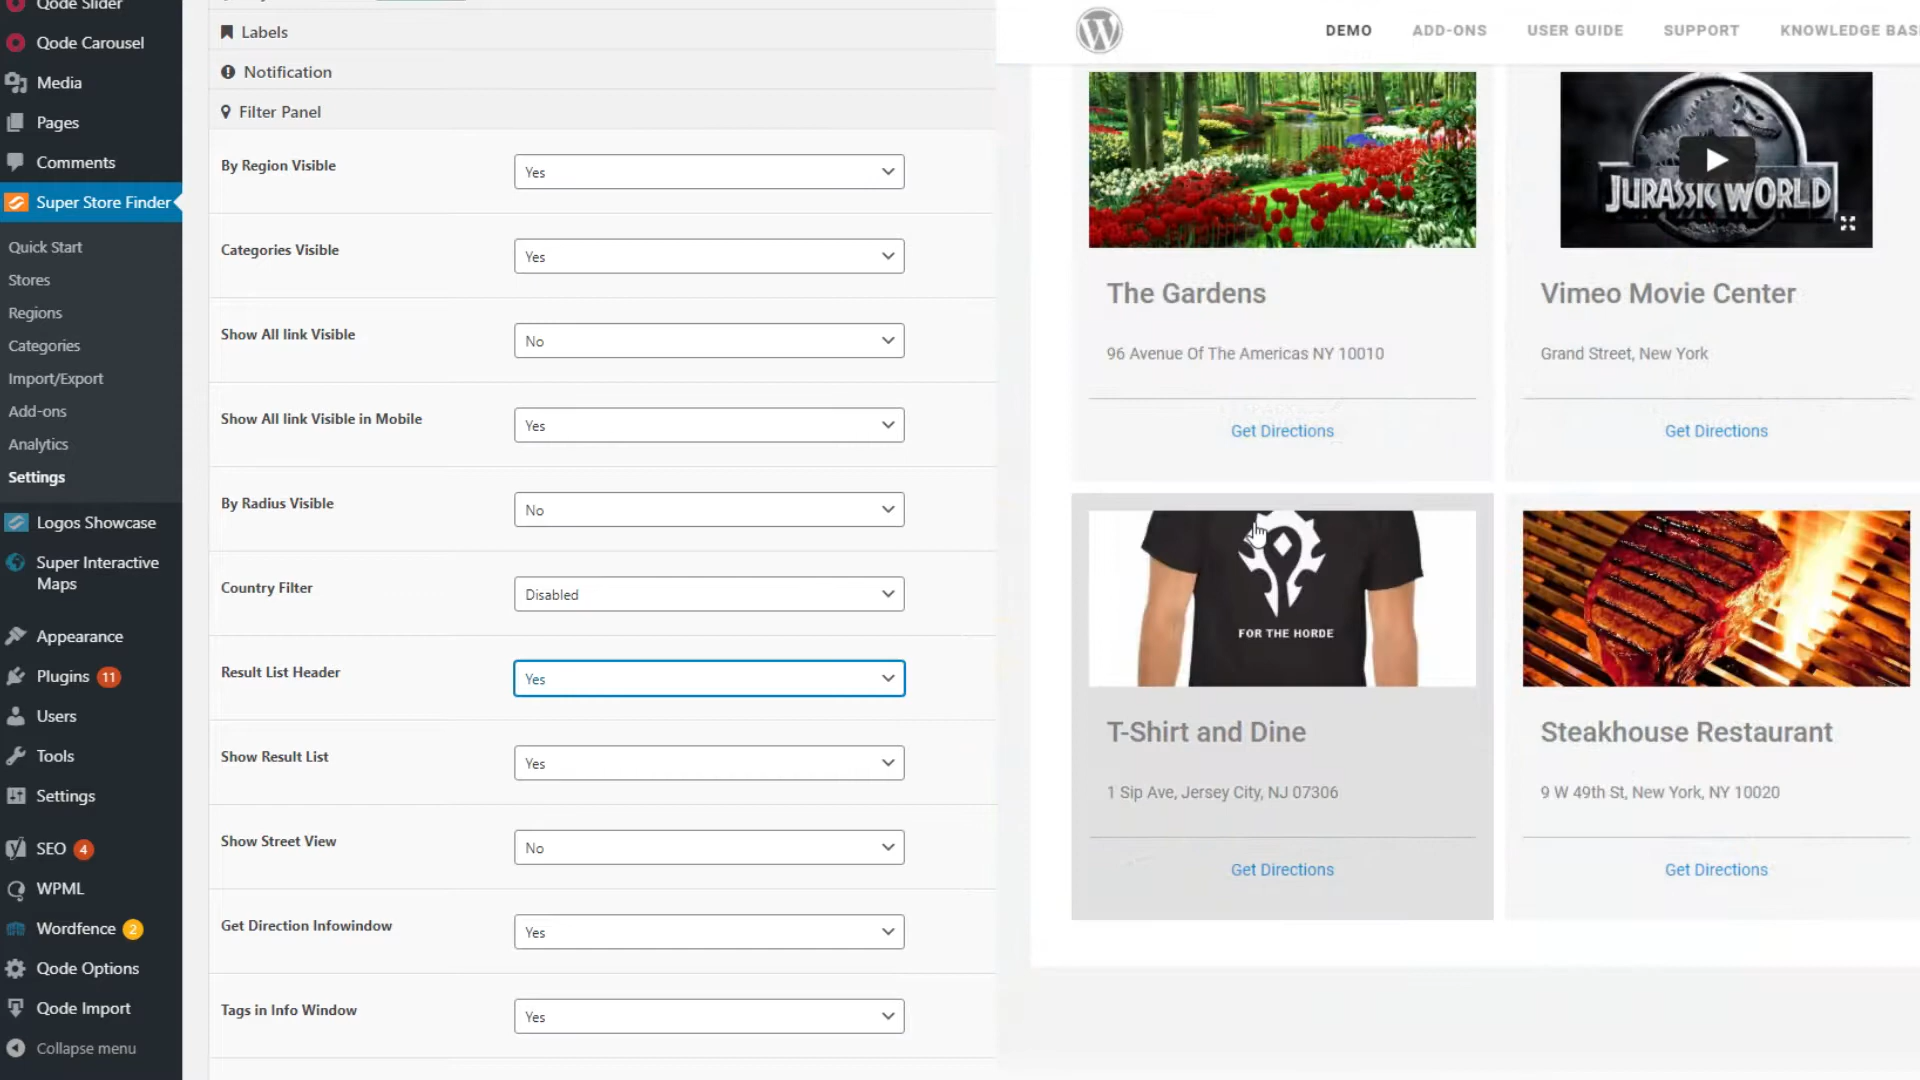 Qode Slider
Qode Carousel
Media
Pages
Comments
Super Store Finder
Quick Start
Stores
Regions
Categories
Import/Export
Add-ons
Analytics
Settings
Logos Showcase
Super Interactive
Maps
Appearance
Plugins 11
Users
Tools
Settings
SEO 4
WPML
Wordfence 2
Qode Options
Qode Import
Collapse menu
Labels
Notification
Filter Panel
By Region Visible Yes
Categories Visible Yes
Show All link Visible No
Show All link Visible in Mobile Yes
By Radius Visible No
Country Filter Disabled
Result List Header Yes
Show Result List Yes
Show Street View No
Get Direction Infowindow Yes
Tags in Info Window Yes
DEMO ADD-ONS USER GUIDE SUPPORT KNOWLEDGE BAS
JURASSIC WORLD
The Gardens
96 Avenue Of The Americas NY 10010
Get Directions
Vimeo Movie Center
Grand Street, New York
Get Directions
FOR THE HORDE
T-Shirt and Dine
1 Sip Ave, Jersey City, NJ 07306
Get Directions
Steakhouse Restaurant
9 W 49th St, New York, NY 10020
Get Directions